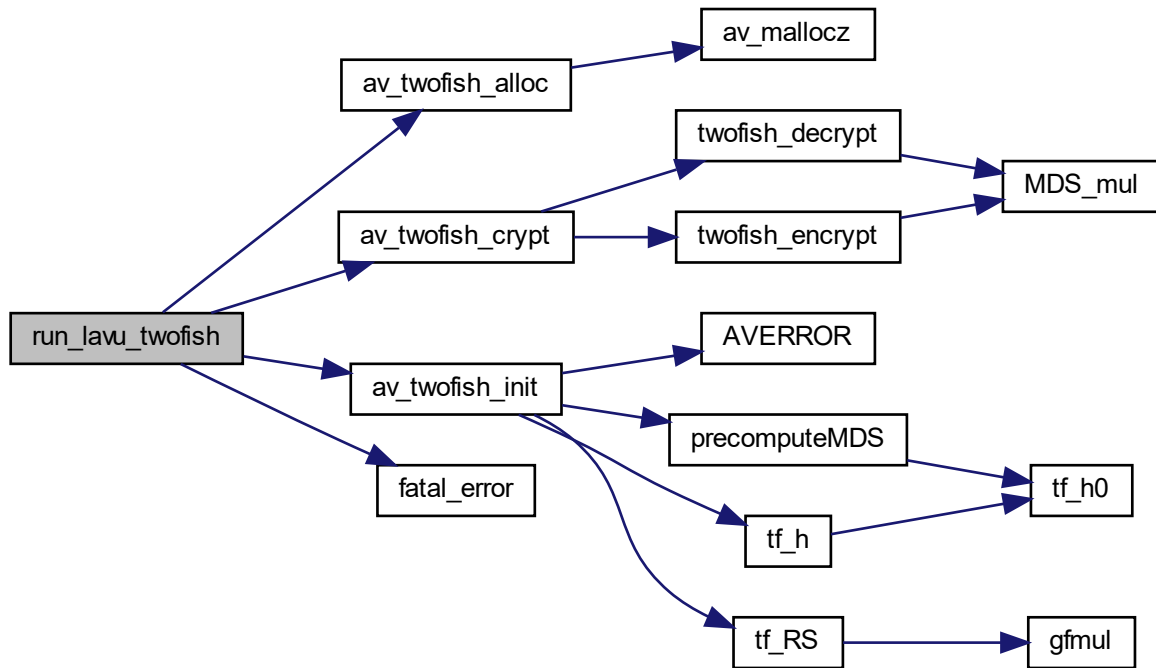 av_mallocz
av_twofish_alloc
twofish_decrypt
MDS_mul
av_twofish_crypt
twofish_encrypt
run_lavu_twofish
AVERROR
av_twofish_init
precomputeMDS
fatal_error
tf_h0
tf_h
tf_RS
gfmul